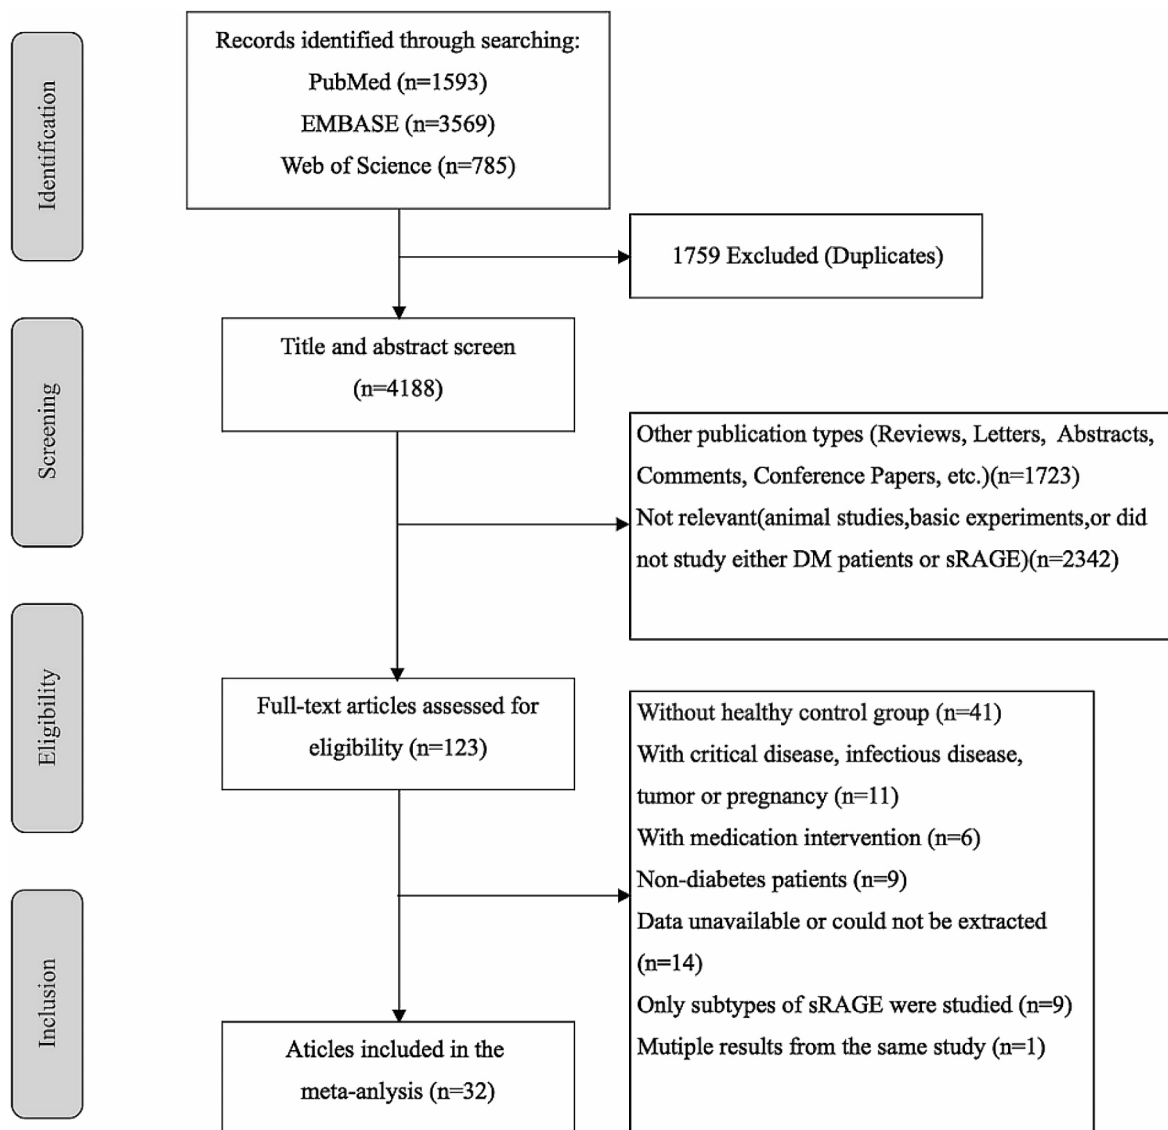 Identification
Records identified through searching:
PubMed (n=1593)
EMBASE (n=3569)
Web of Science (n=785)
1759 Excluded (Duplicates)
Screening
Title and abstract screen
(n=4188)
Other publication types (Reviews, Letters, Abstracts,
Comments, Conference Papers, etc.)(n=1723)
Not relevant(animal studies,basic experiments,or did
not study either DM patients or sRAGE)(n=2342)
Eligibility
Full-text articles assessed for
eligibility (n=123)
Without healthy control group (n=41)
With critical disease, infectious disease,
tumor or pregnancy (n=11)
With medication intervention (n=6)
Non-diabetes patients (n=9)
Data unavailable or could not be extracted
(n=14)
Only subtypes of sRAGE were studied (n=9)
Mutiple results from the same study (n=1)
Inclusion
Aticles included in the
meta-anlysis (n=32)